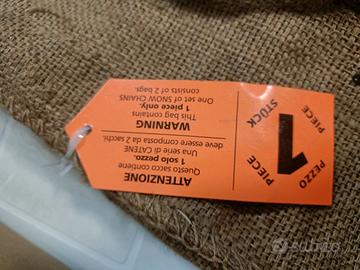 ATTENZIONE
Questo sacco contiene
1 solo pezzo.
Una serie di CATENE
deve essere composta da 2 sacchi.
WARNING
This bag contains
1 piece only.
One set of SNOW CHAINS
consists of 2 bags.
PEZZO
PIECE
1
PIECE
STÜCK